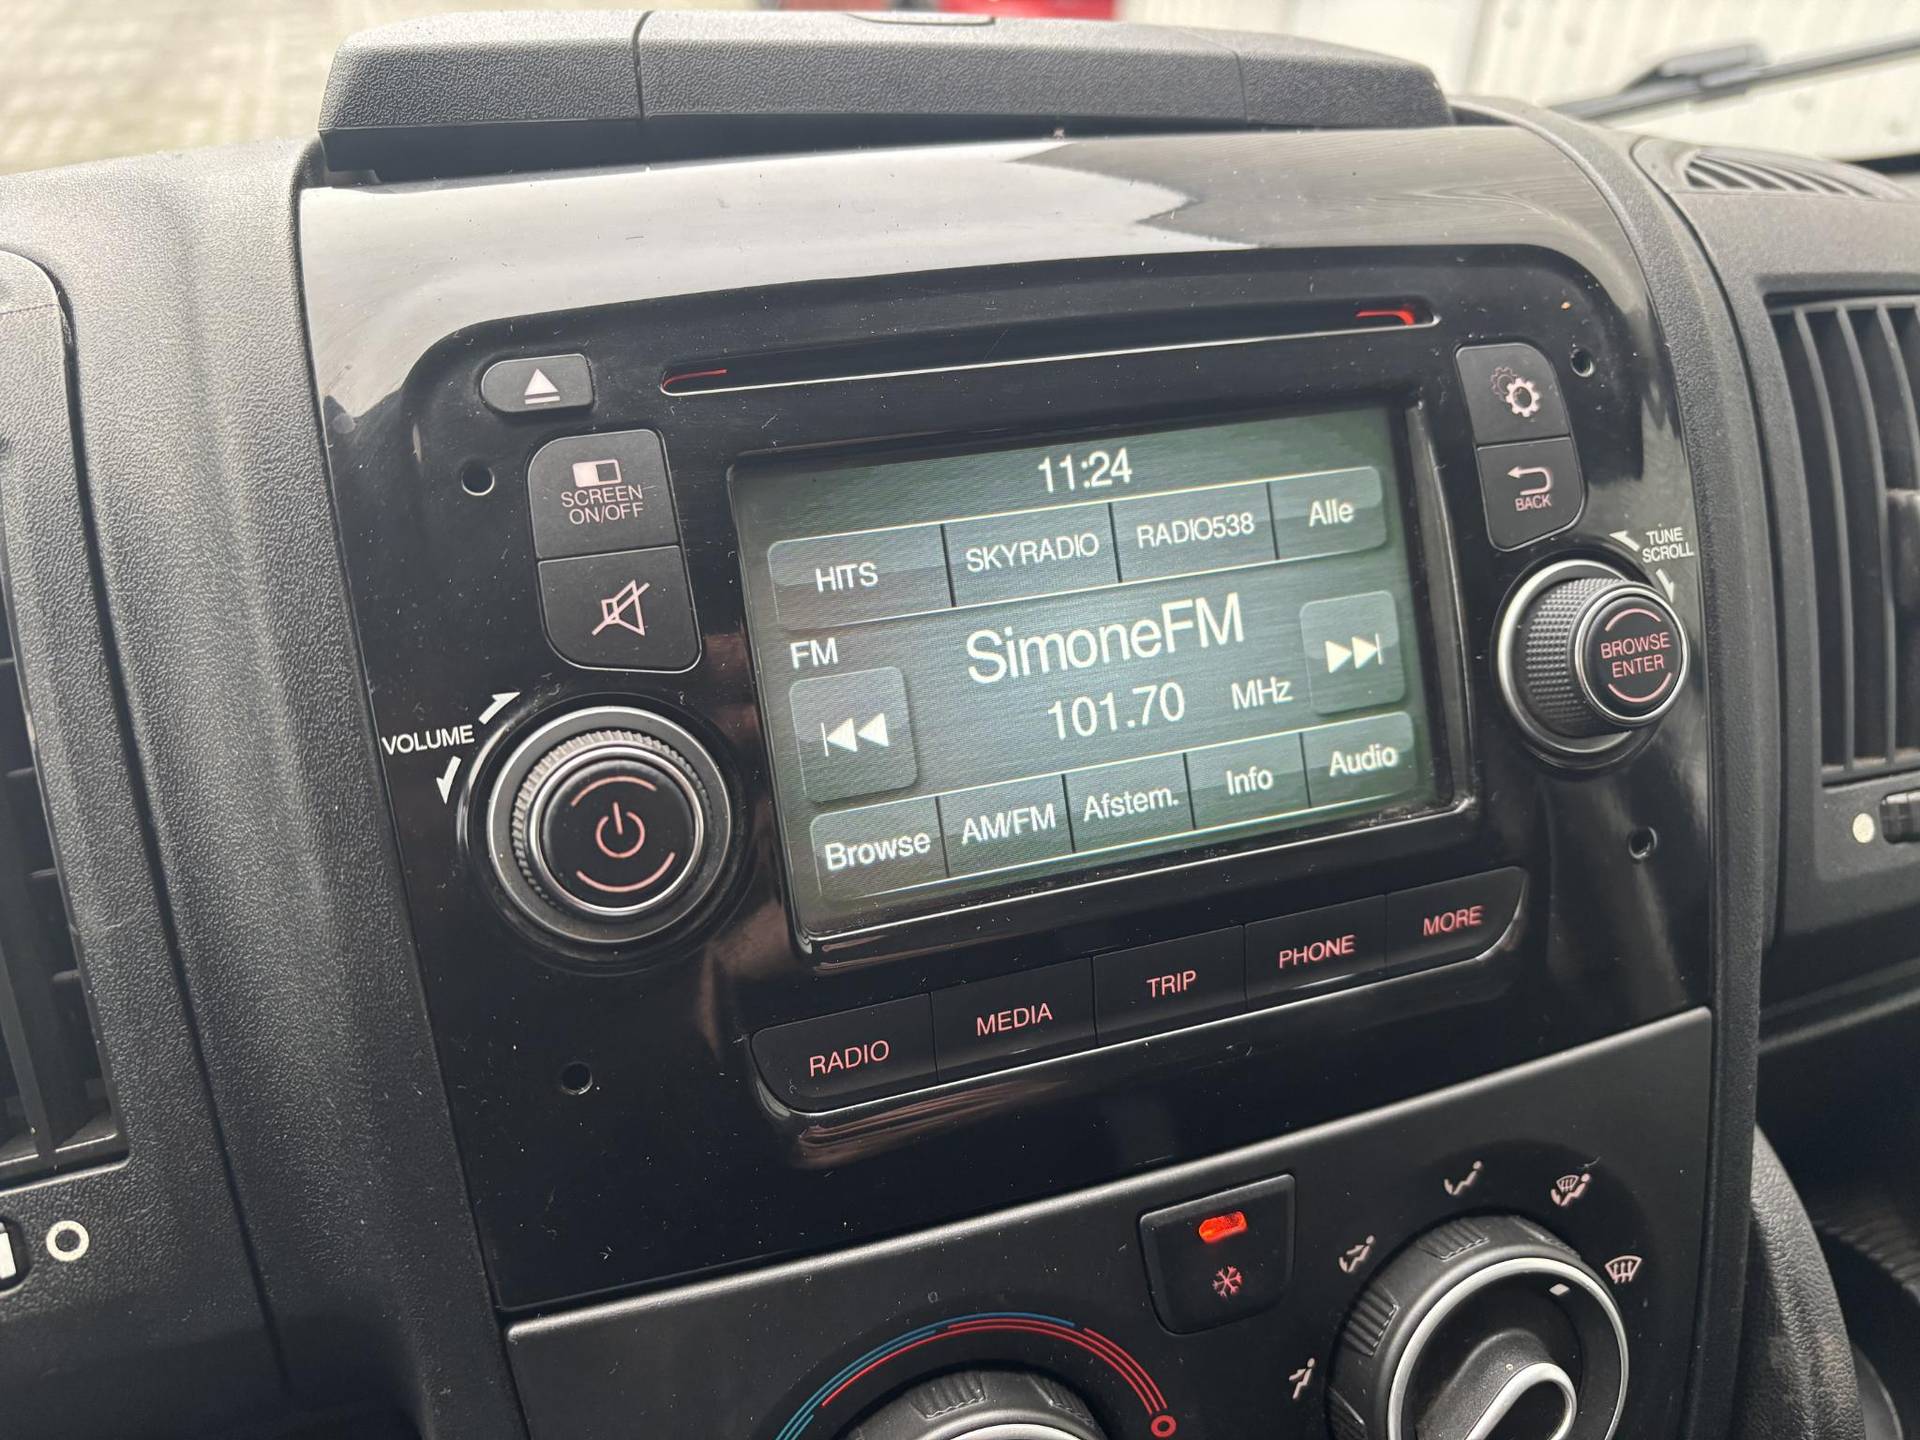 SCREEN
ON/OFF
VOLUME
11:24
HITS SKYRADIO RADIO538 Alle
FM
SimoneFM
101.70 MHz
Browse AM/FM Afstem. Info Audio
BACK
TUNE
SCROLL
BROWSE
ENTER
RADIO MEDIA TRIP PHONE MORE